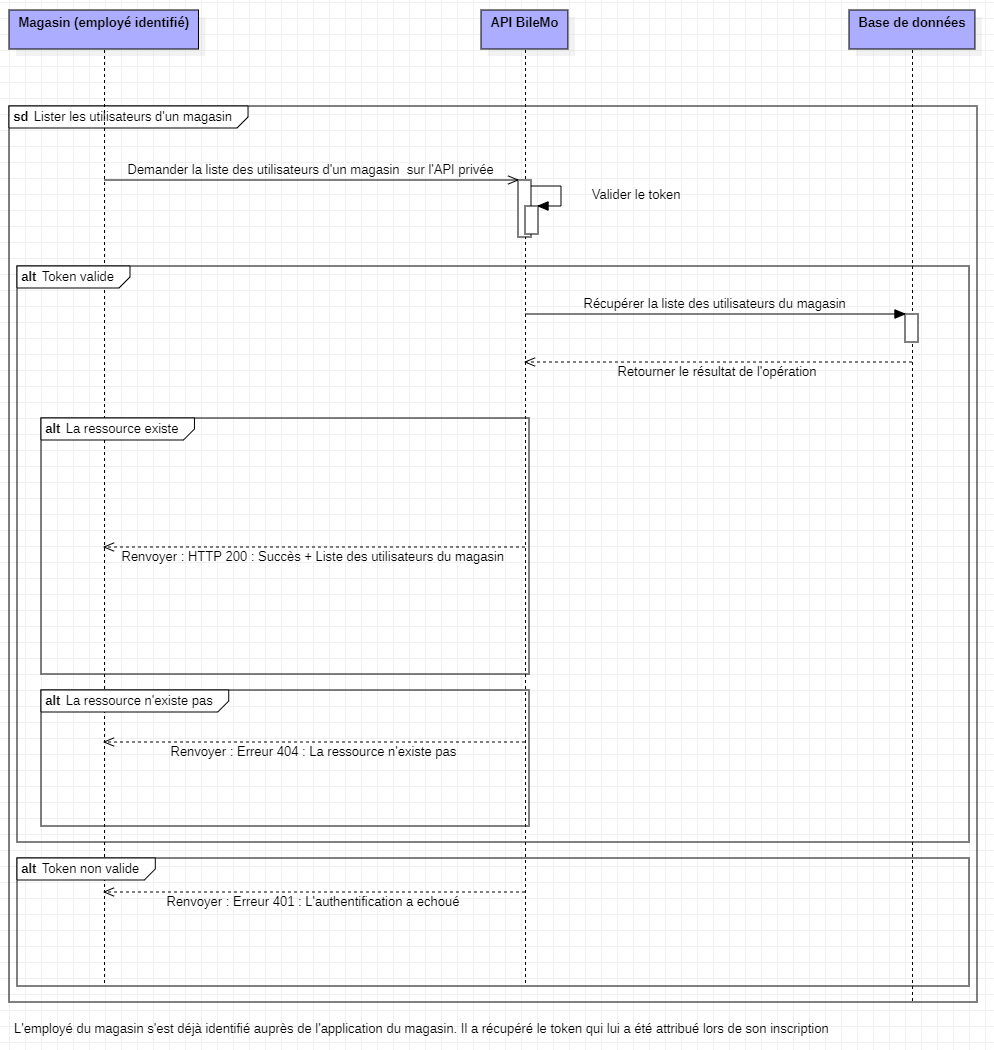 Magasin (employé identifié)
API BileMo
Base de données
sd Lister les utilisateurs d'un magasin
Demander la liste des utilisateurs d'un magasin sur l'API privée
Valider le token
alt Token valide
Récupérer la liste des utilisateurs du magasin
Retourner le résultat de l'opération
alt La ressource existe
Renvoyer : HTTP 200 : Succès + Liste des utilisateurs du magasin
alt La ressource n'existe pas
Renvoyer : Erreur 404 : La ressource n'existe pas
alt Token non valide
Renvoyer : Erreur 401 : L'authentification a echoué
L'employé du magasin s'est déjà identifié auprès de l'application du magasin. Il a récupéré le token qui lui a été attribué lors de son inscription